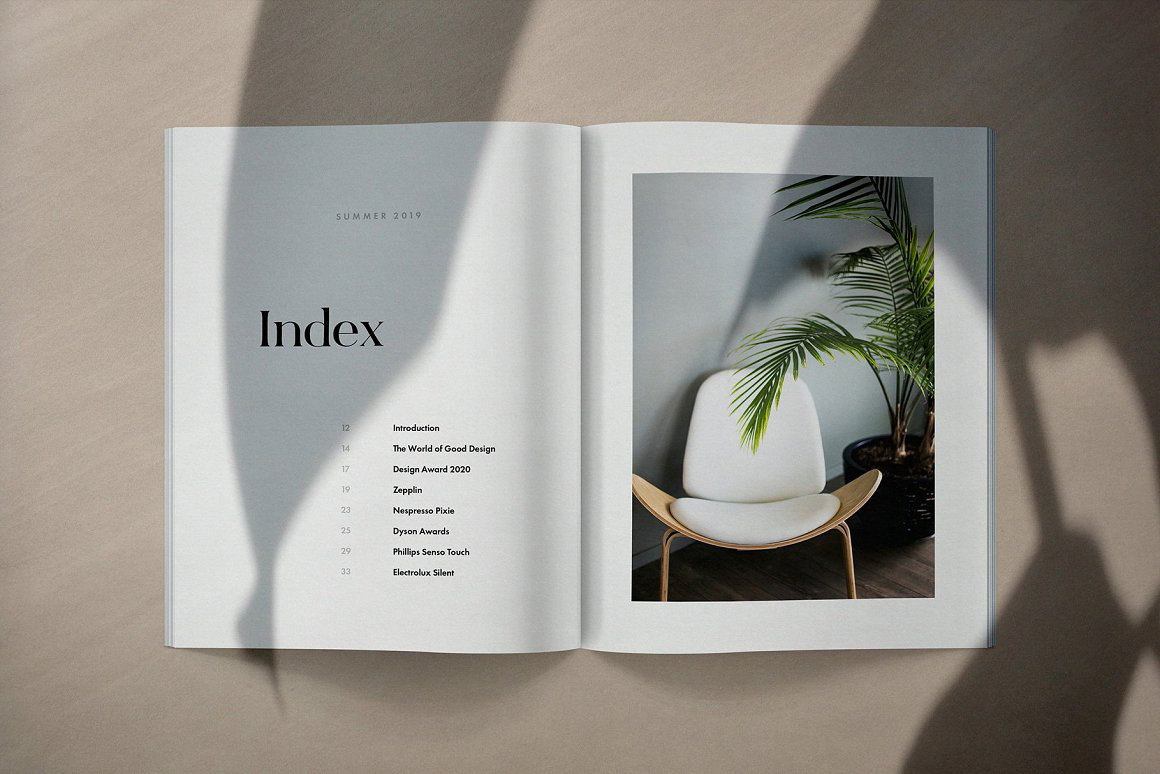 SUMMER 2019
Index
12 Introduction
14 The World of Good Design
17 Design Award 2020
19 Zepplin
23 Nespresso Pixie
25 Dyson Awards
29 Phillips Senso Touch
33 Electrolux Silent